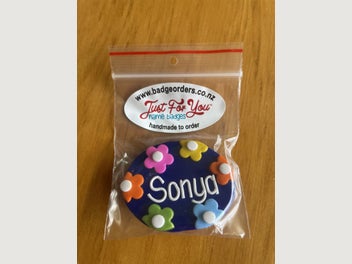 www.badgeorders.co.nz
Just For You
name badges
handmade to order
Sonya